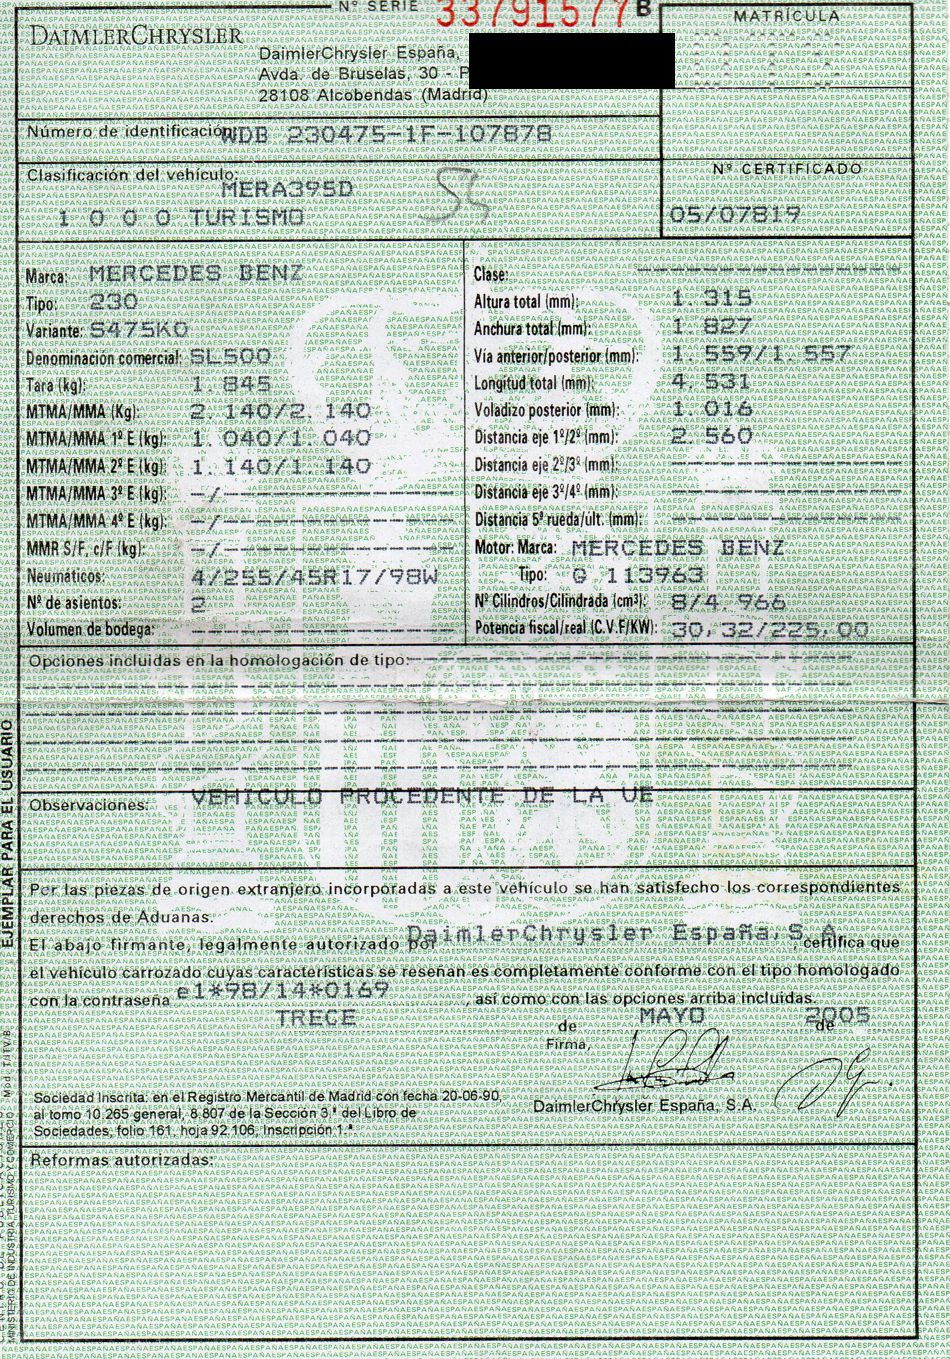 Nº SERIE 33791577 B
MATRÍCULA
DAIMLERCHRYSLER
DaimlerChrysler España,
Avda. de Bruselas, 30 - P
28108 Alcobendas (Madrid)
Número de identificación: WDB 230475-1F-107878
Clasificación del vehículo:
MERA395D
1 0 0 0 TURISMO
Nº CERTIFICADO
05/07819
Marca: MERCEDES BENZ
Tipo: 230
Variante: S475K0
Denominación comercial: SL500
Tara (kg): 1.845
MTMA/MMA (Kg): 2.140/2.140
MTMA/MMA 1º E (kg): 1.040/1.040
MTMA/MMA 2º E (kg): 1.140/1.140
MTMA/MMA 3º E (kg): -/-
MTMA/MMA 4º E (kg): -/-
MMR S/F, c/F (kg): -/-
Neumáticos: 4/255/45R17/98W
Nº de asientos: 2
Volumen de bodega:
Clase:
Altura total (mm): 1.315
Anchura total (mm): 1.827
Vía anterior/posterior (mm): 1.559/1.557
Longitud total (mm): 4.531
Voladizo posterior (mm): 1.016
Distancia eje 1º/2º (mm): 2.560
Distancia eje 2º/3º (mm):
Distancia eje 3º/4º (mm):
Distancia 5ª rueda/últ. (mm):
Motor: Marca: MERCEDES BENZ
Tipo: G 113963
Nº Cilindros/Cilindrada (cm³): 8/4.966
Potencia fiscal/real (C.V.F/KW): 30,32/225,00
Opciones incluidas en la homologación de tipo:
Observaciones: VEHICULO PROCEDENTE DE LA UE
Por las piezas de origen extranjero incorporadas a este vehículo se han satisfecho los correspondientes
derechos de Aduanas.
El abajo firmante, legalmente autorizado por DaimlerChrysler España,S.A. , certifica que
el vehículo carrozado cuyas características se reseñan es completamente conforme con el tipo homologado
con la contraseña e1*98/14*0169 , así como con las opciones arriba incluidas.
TRECE de MAYO de 2005
Firma,
DaimlerChrysler España, S.A.
Sociedad Inscrita: en el Registro Mercantil de Madrid con fecha 20-06-90,
al tomo 10.265 general, 8.807 de la Sección 3.ª del Libro de
Sociedades, folio 161, hoja 92.106, Inscripción 1.ª
Reformas autorizadas:
EJEMPLAR PARA EL USUARIO